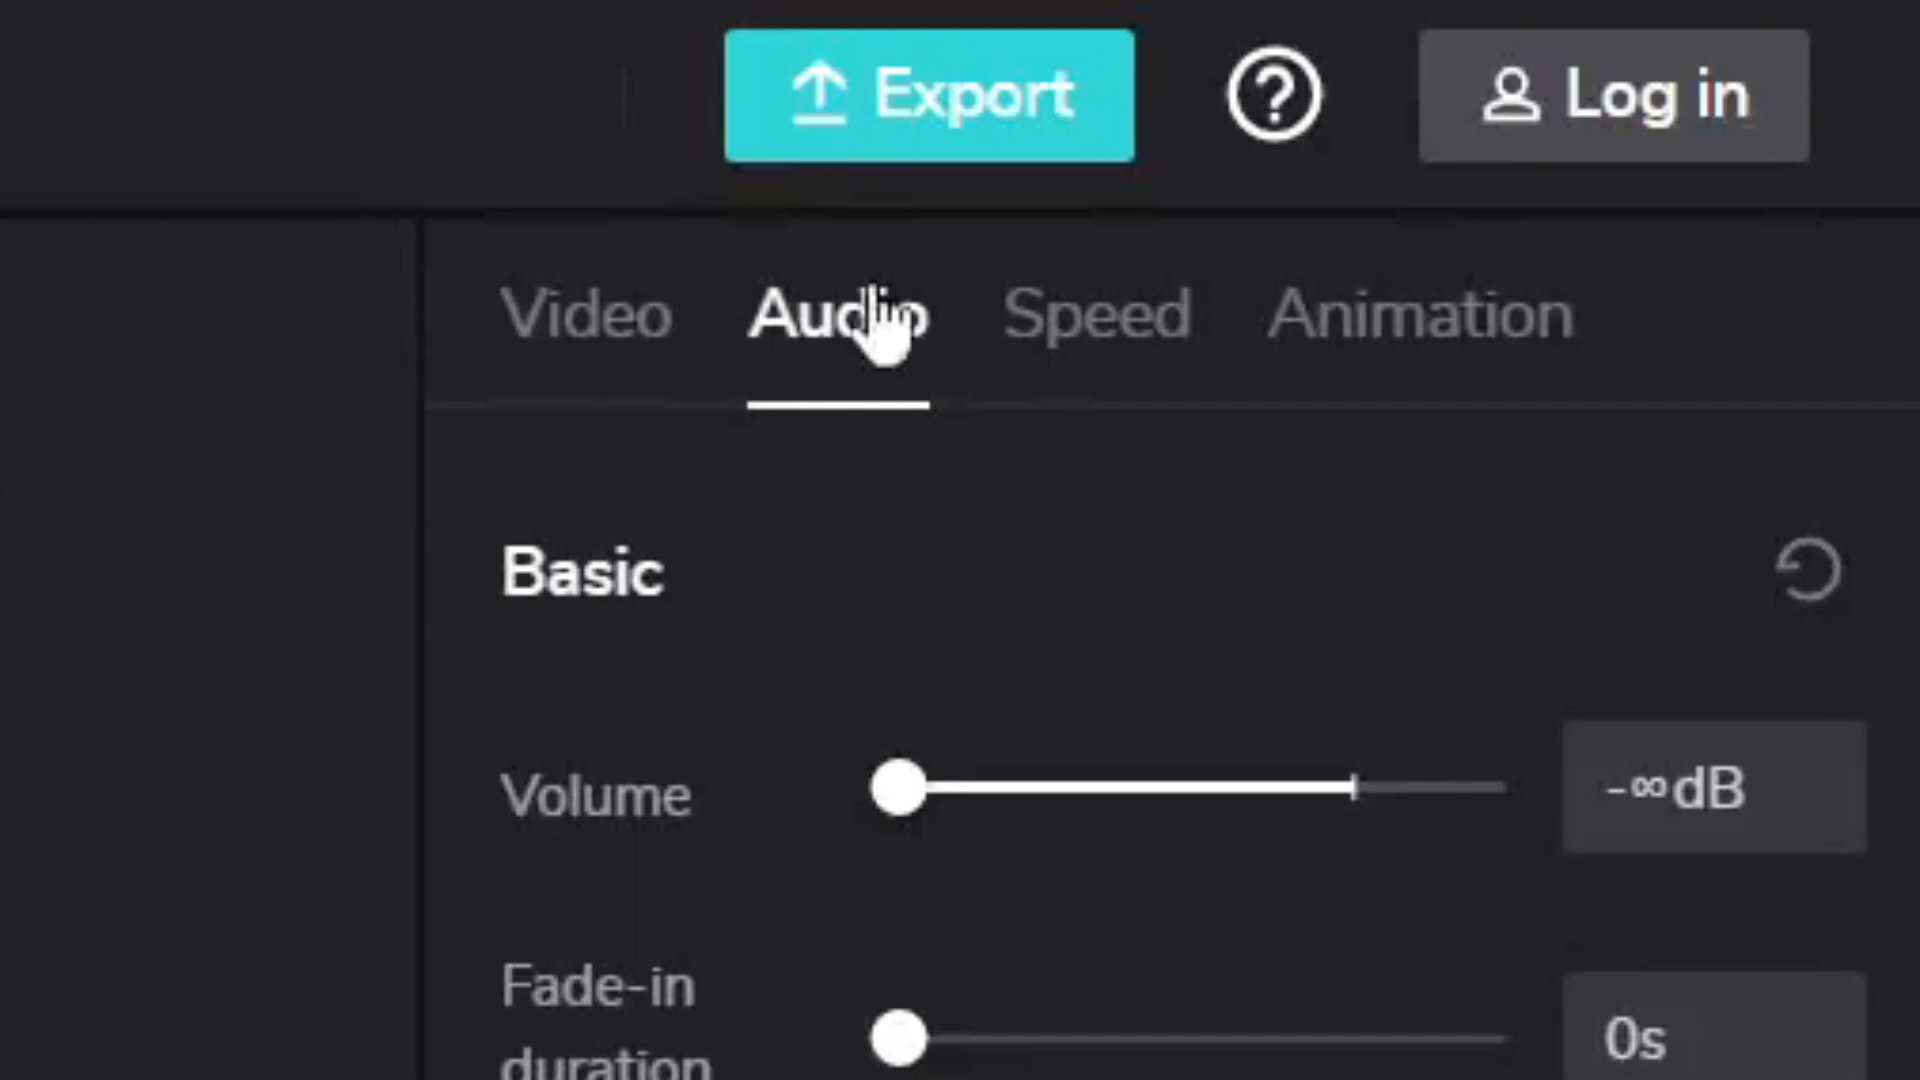 Export
Log in
Video Audio Speed Animation
Basic
Volume
-∞dB
Fade-in
duration
0s